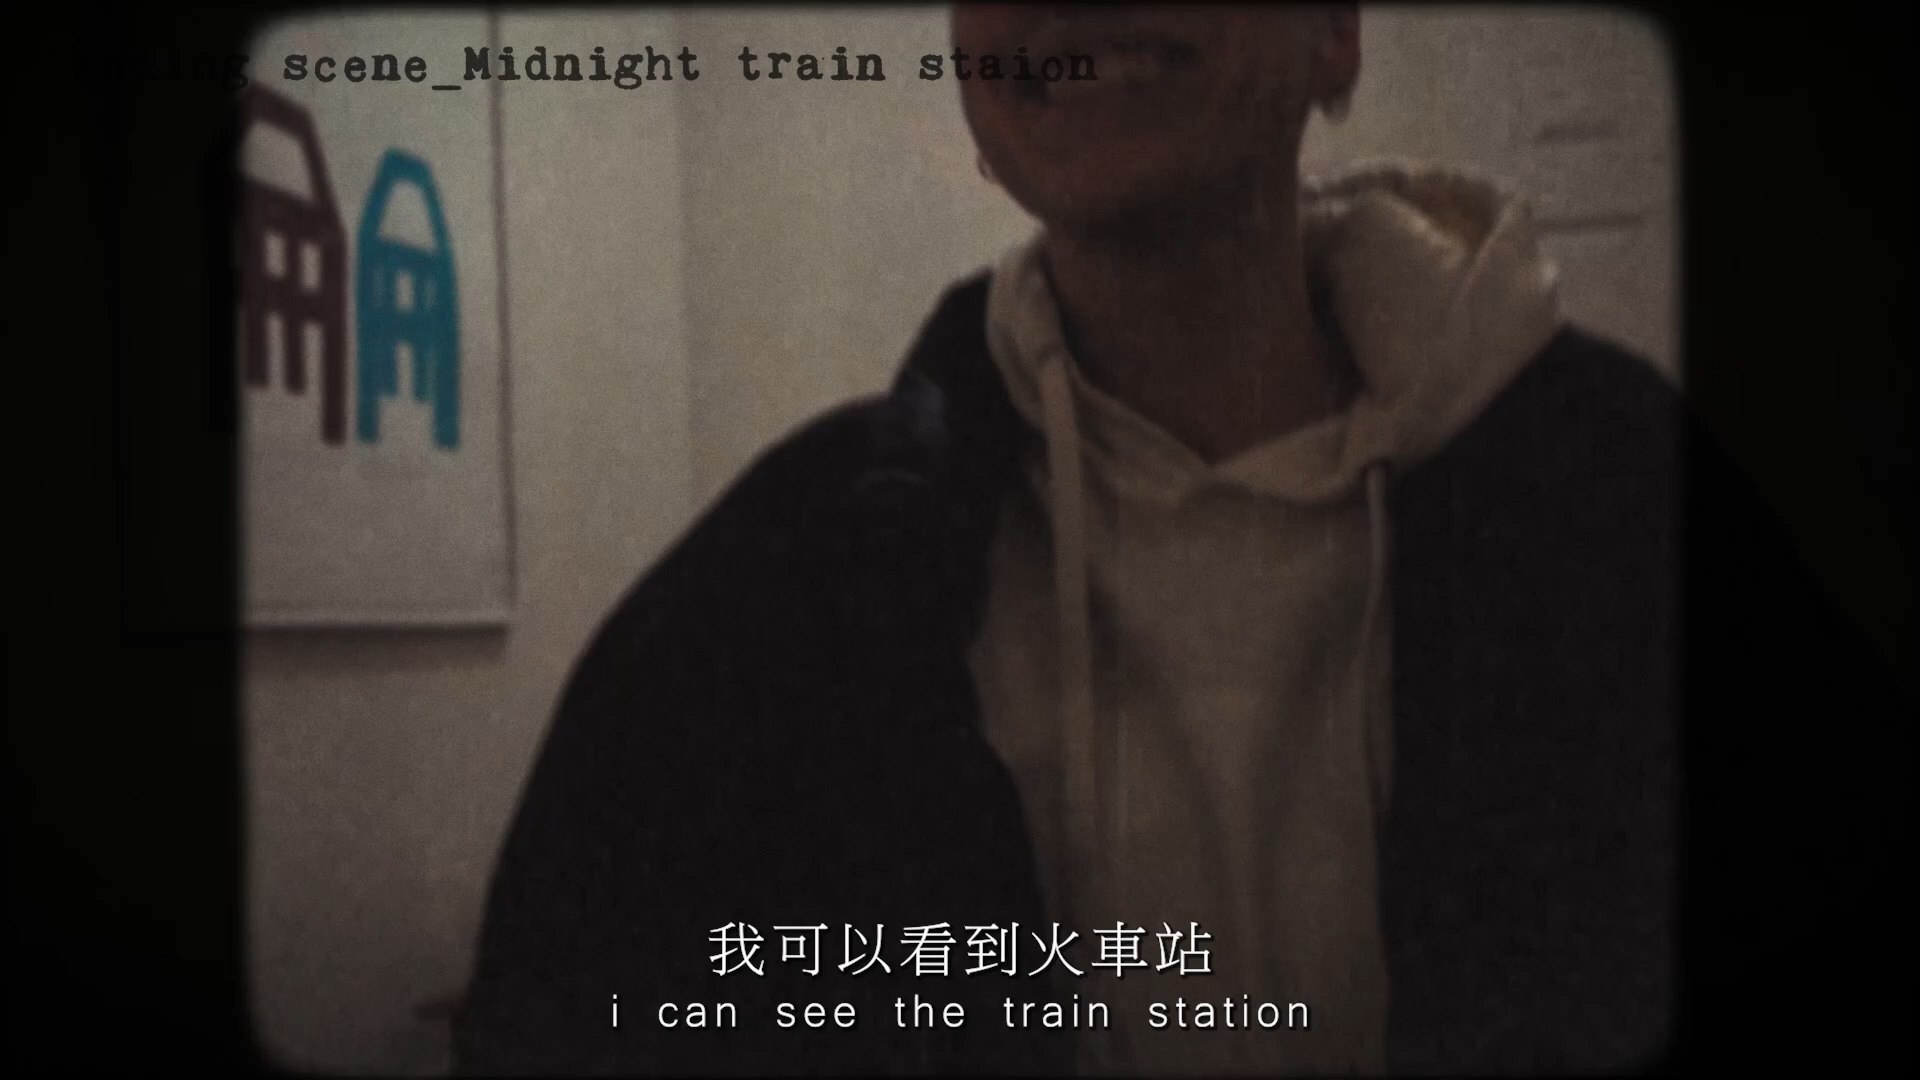 scene_Midnight train staion
我可以看到火車站
i can see the train station